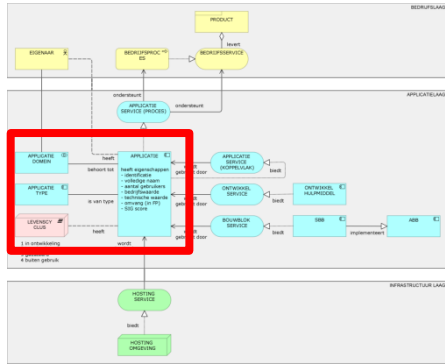 BEDRIJFSLAAG
PRODUCT
levert
EIGENAAR
BEDRIJFSPROC
ES
BEDRIJFSSERVICE
ondersteunt
APPLICATIELAAG
APPLICATIE
SERVICE (PROCES)
ondersteunt
APPLICATIE
DOMEIN
heeft
behoort tot
APPLICATIE
heeft eigenschappen
- identificatie
- volledige naam
- aantal gebruikers
- bedrijfswaarde
- technische waarde
- omvang (in FP)
- SIG score
APPLICATIE
SERVICE
(KOPPELVLAK)
door
biedt
APPLICATIE
TYPE
is van type
ONTWIKKEL
SERVICE
door
biedt
ONTWIKKEL
HULPMIDDEL
LEVENSCY
CLUS
heeft
BOUWBLOK
SERVICE
door
biedt
SBB
implementeert
ABB
1 in ontwikkeling
wordt
4 buiten gebruik
INFRASTRUCTUUR LAAG
HOSTING
SERVICE
biedt
HOSTING
OMGEVING